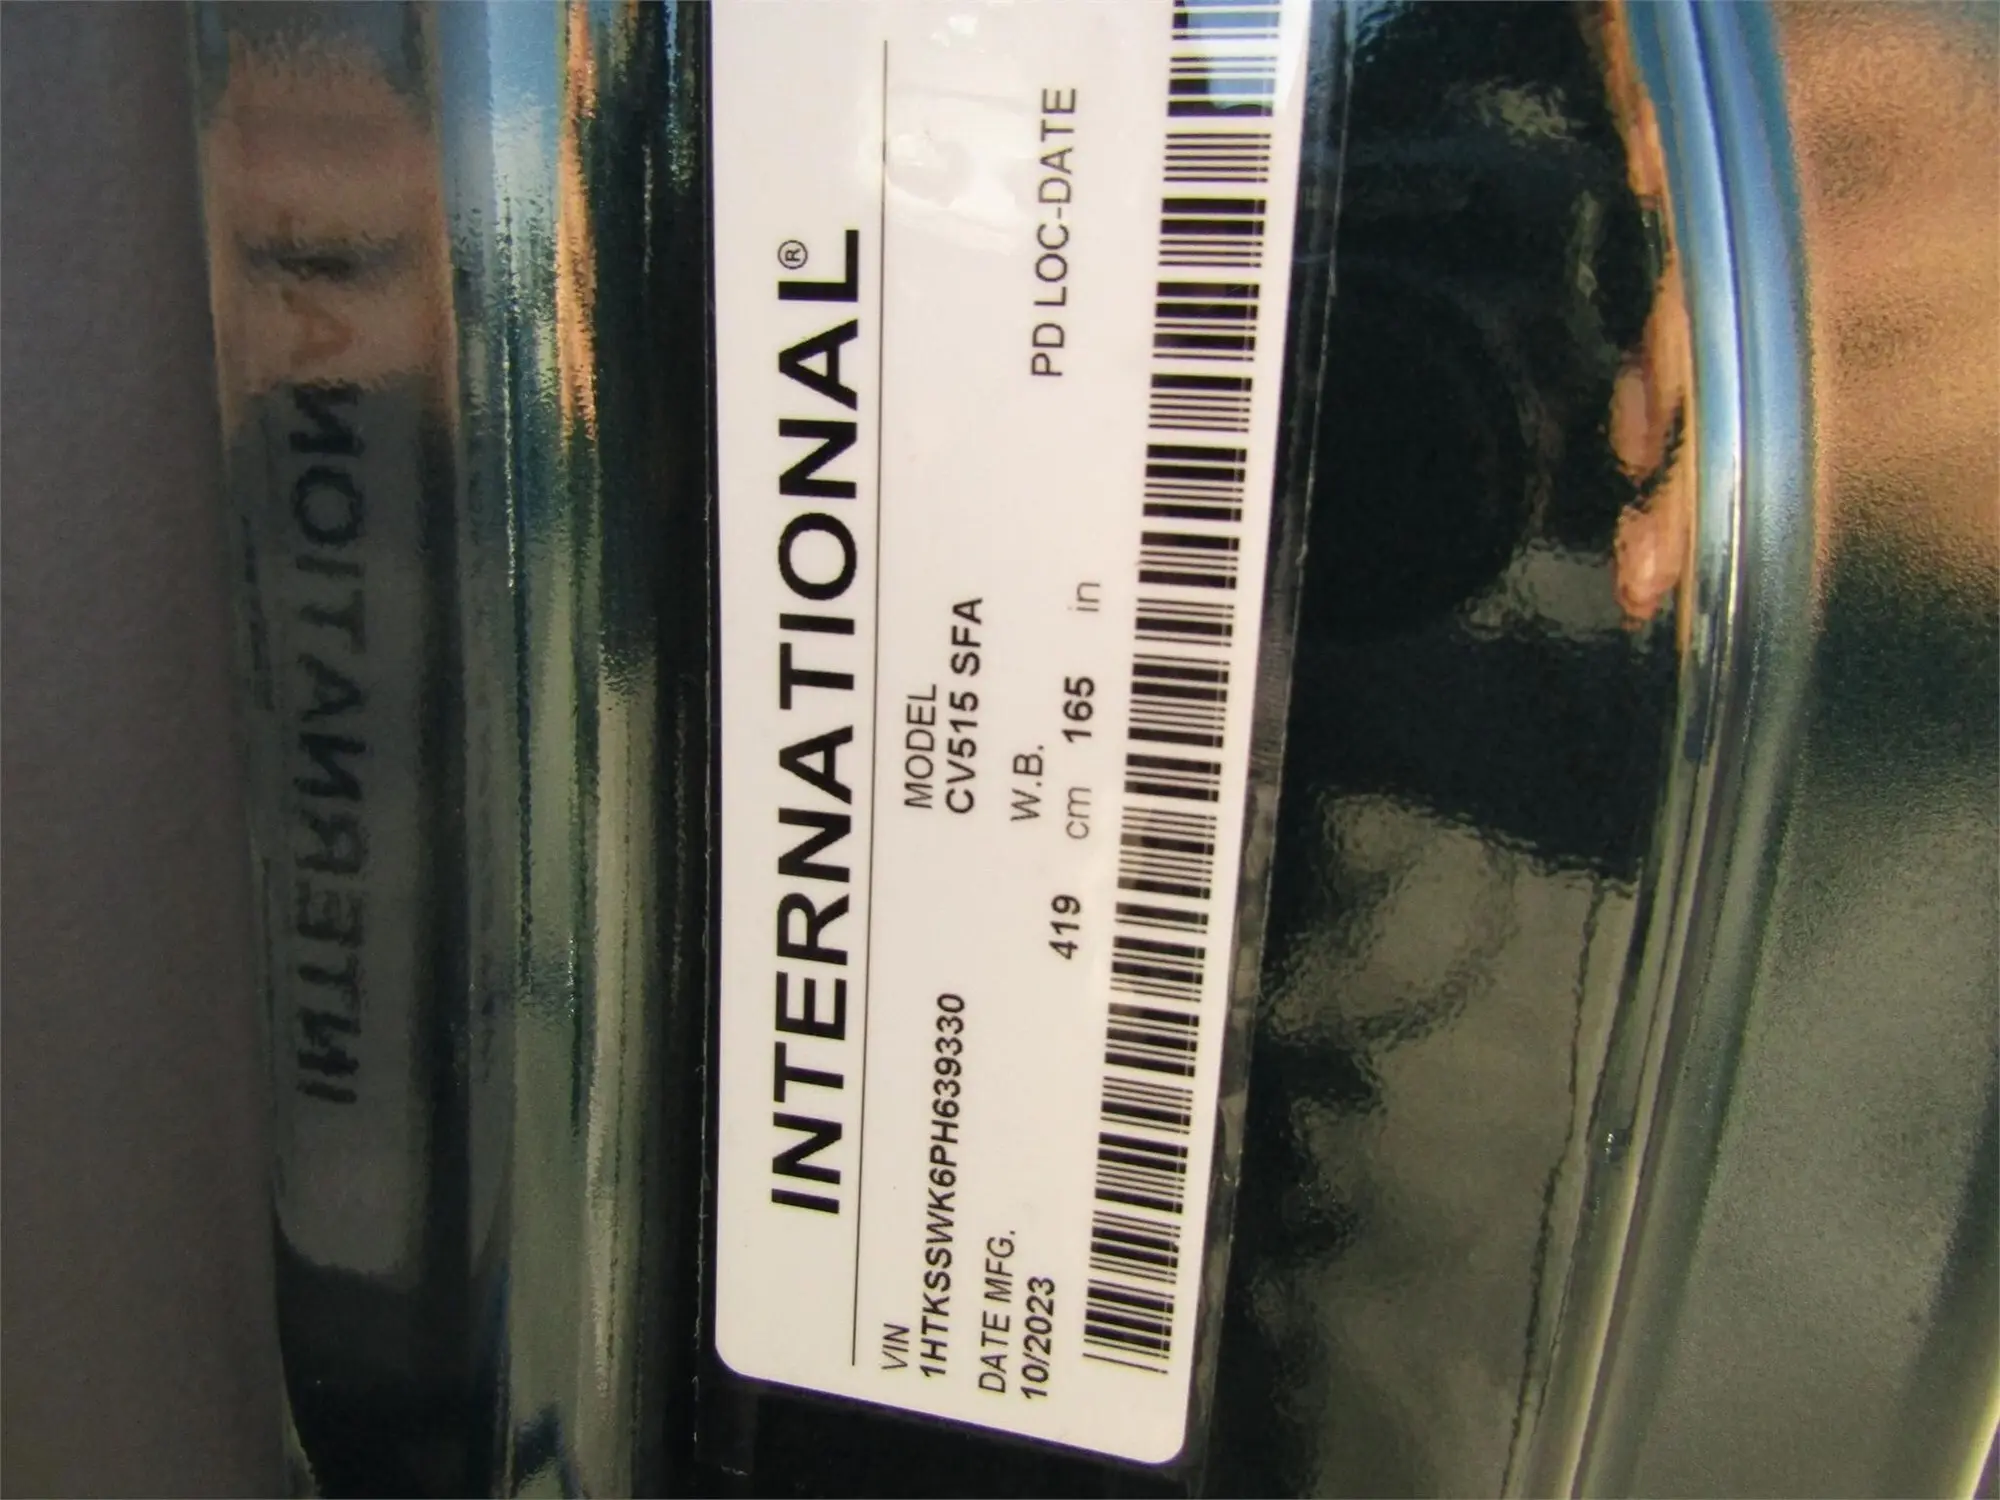 INTERNATIONAL®
VIN
1HTKSSWK6PH639330
MODEL
CV515 SFA
DATE MFG.
10/2023
W.B.
419 cm 165 in
PD LOC-DATE
INTERNATIONAL